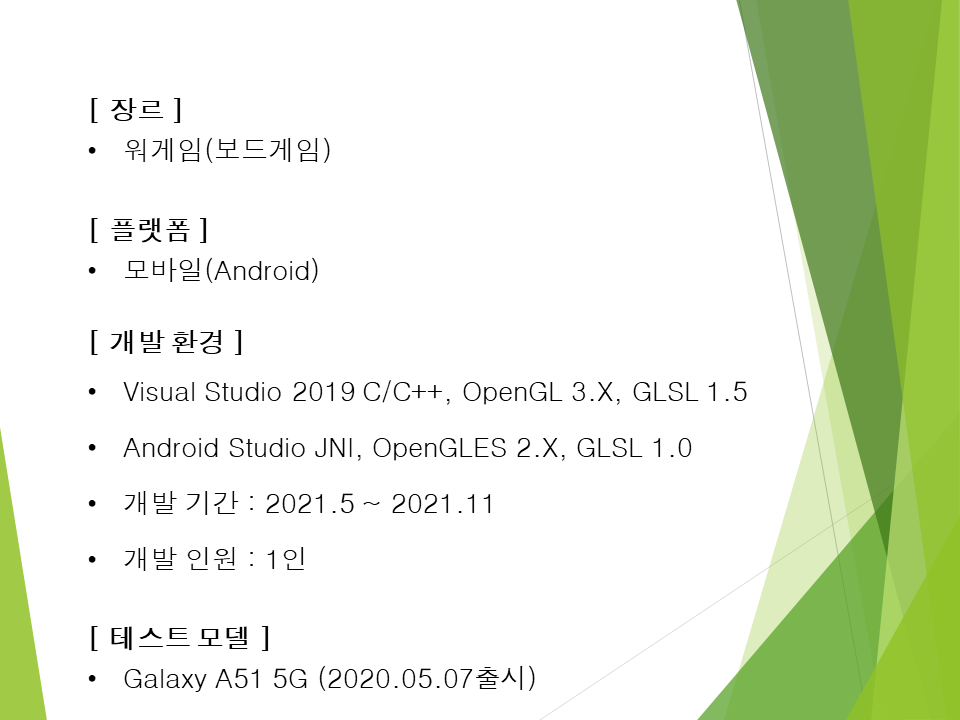 [ 장르 ]
• 워게임(보드게임)
[ 플랫폼 ]
• 모바일(Android)
[ 개발 환경 ]
• Visual Studio 2019 C/C++, OpenGL 3.X, GLSL 1.5
• Android Studio JNI, OpenGLES 2.X, GLSL 1.0
• 개발 기간 : 2021.5 ~ 2021.11
• 개발 인원 : 1인
[ 테스트 모델 ]
• Galaxy A51 5G (2020.05.07출시)